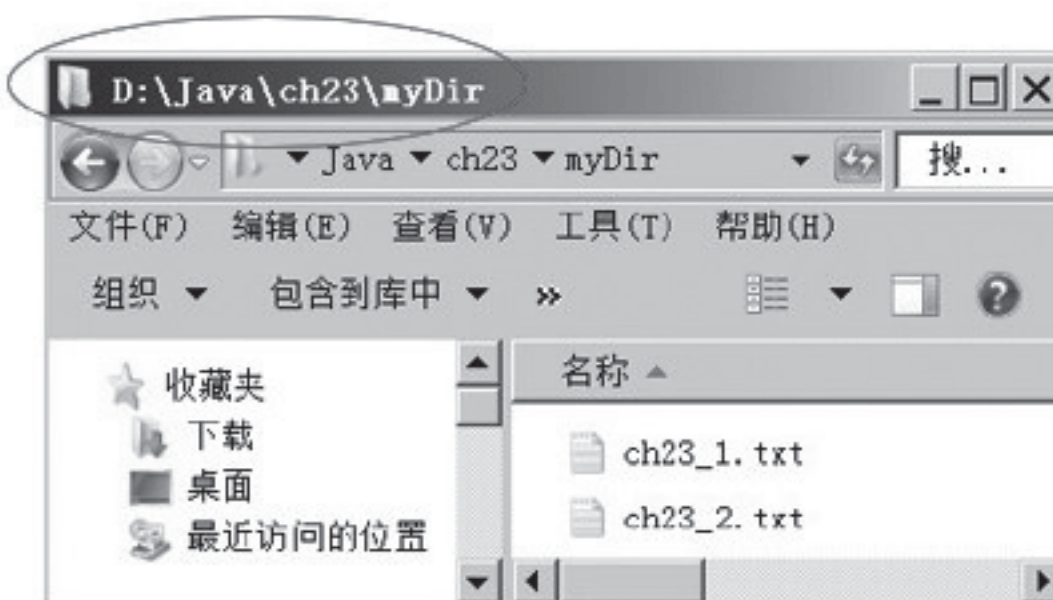 D:\Java\ch23\myDir
Java ch23 myDir 搜...
文件(F) 编辑(E) 查看(V) 工具(T) 帮助(H)
组织 包含到库中 »
收藏夹
下载
桌面
最近访问的位置
名称
ch23_1.txt
ch23_2.txt